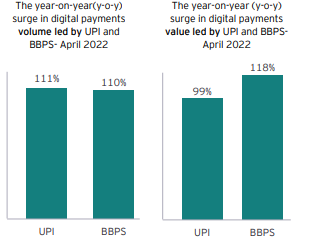 The year-on-year(y-o-y)
surge in digital payments
volume led by UPI and
BBPS- April 2022
111%
110%
UPI
BBPS
The year-on-year (y-o-y)
surge in digital payments
value led by UPI and BBPS-
April 2022
99%
118%
UPI
BBPS